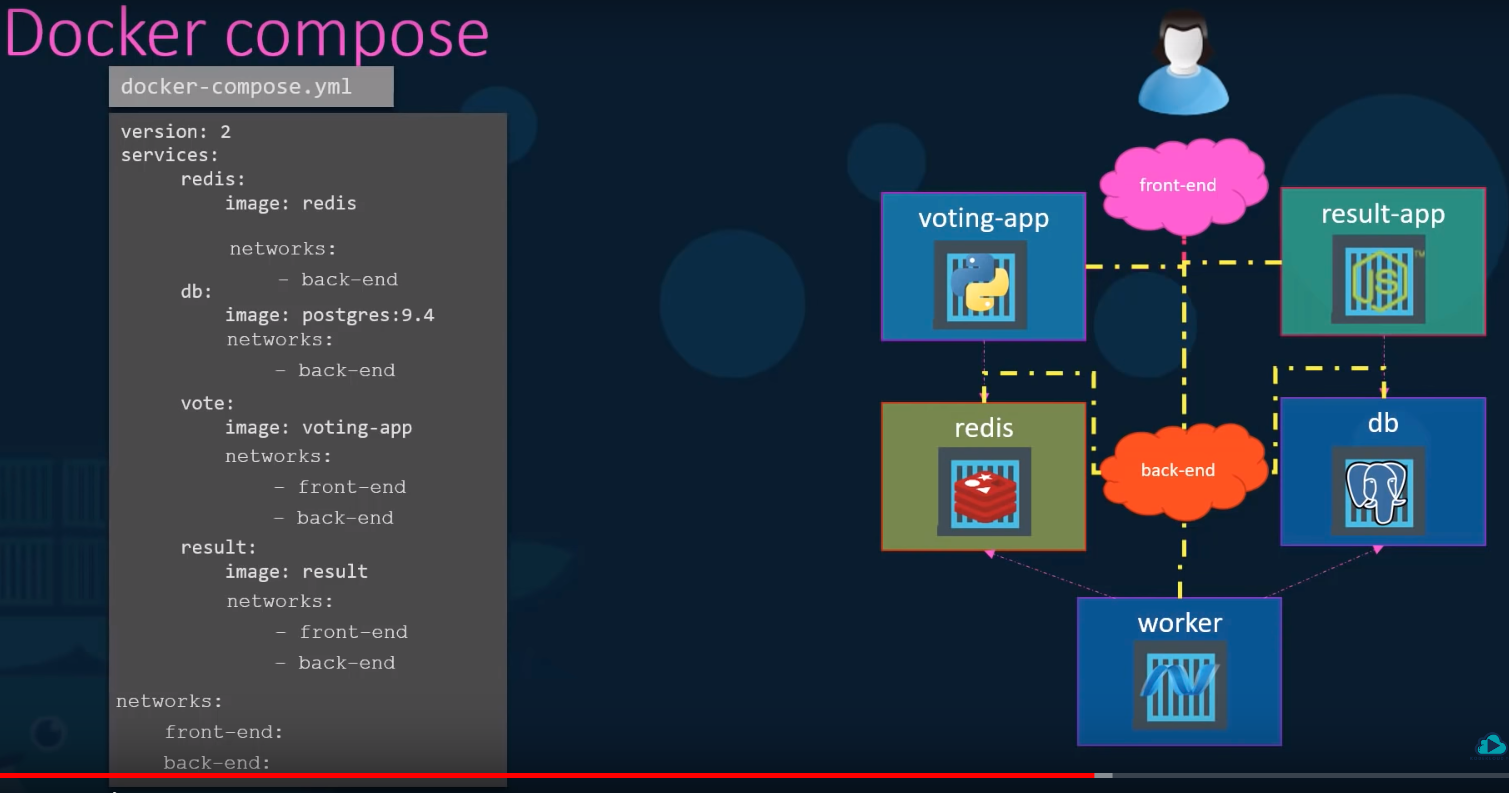 Docker compose
docker-compose.yml
version: 2
services:
redis:
image: redis
networks:
- back-end
db:
image: postgres:9.4
networks:
- back-end
vote:
image: voting-app
networks:
- front-end
- back-end
result:
image: result
networks:
- front-end
- back-end
networks:
front-end:
back-end:
front-end
voting-app
result-app
JS
TM
redis
back-end
db
worker